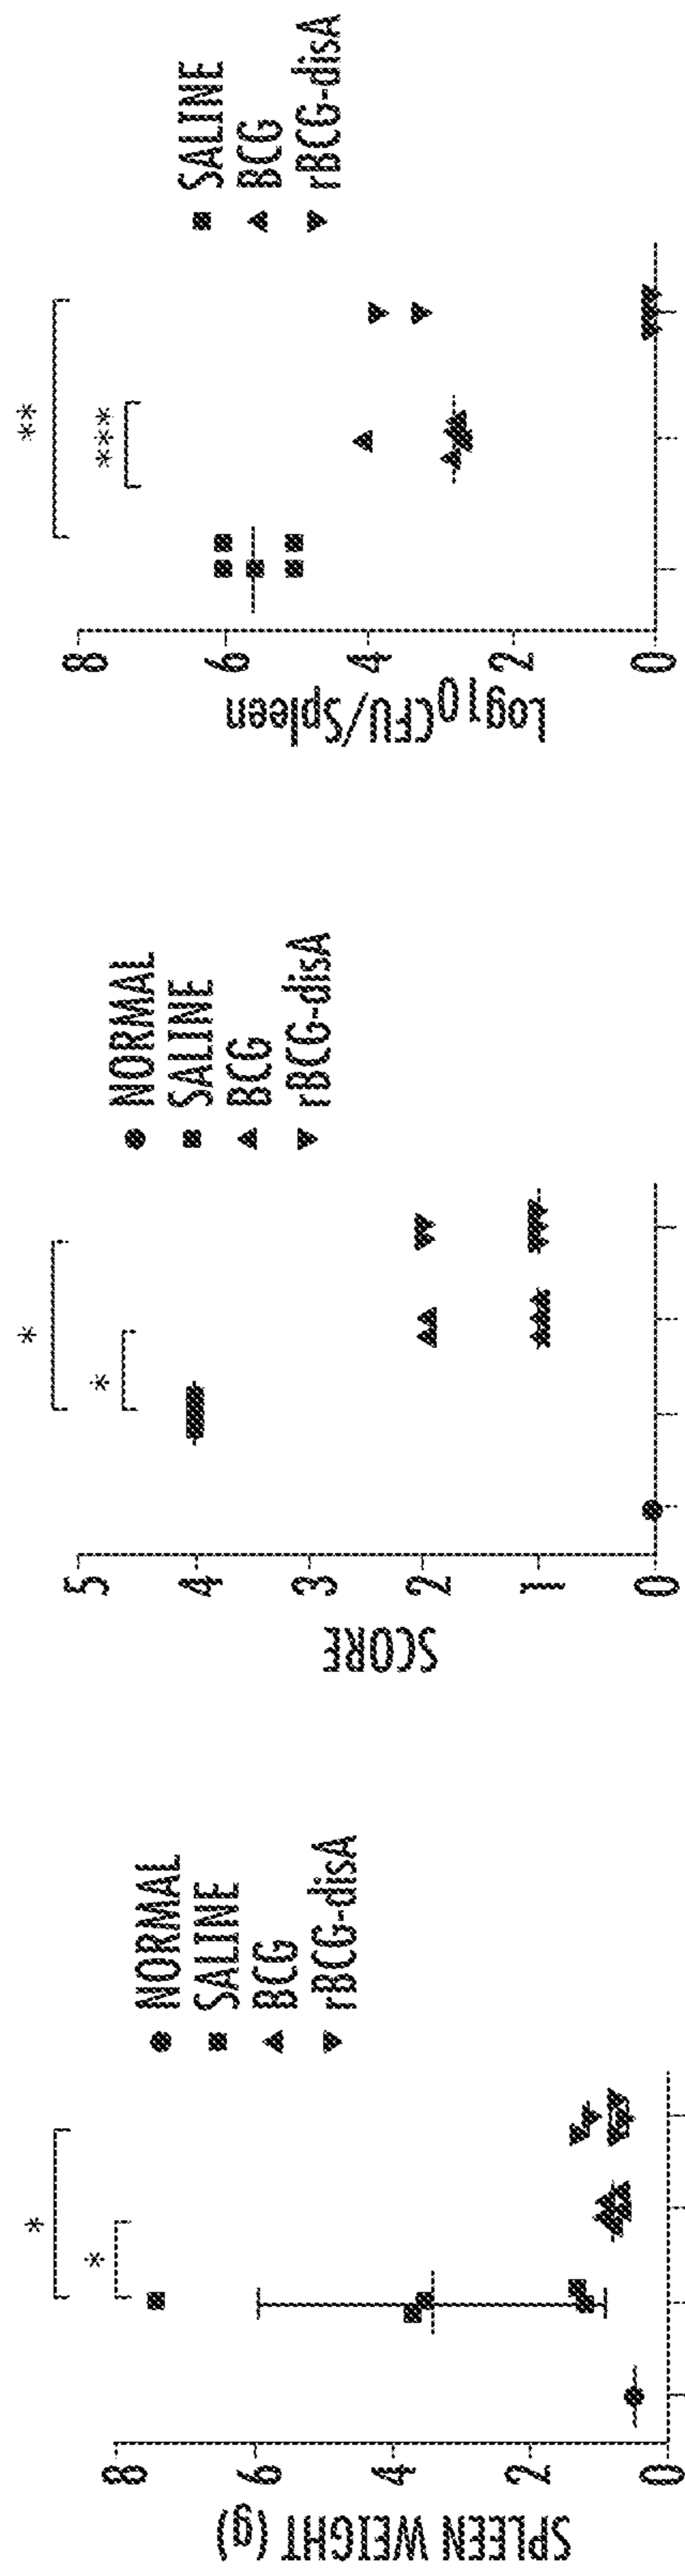 SPLEEN WEIGHT (g)
8
6
4
2
0
*
*
NORMAL
SALINE
BCG
rBCG-disA
SCORE
5
4
3
2
1
0
*
*
NORMAL
SALINE
BCG
rBCG-disA
Log10CFU/Spleen
8
6
4
2
0
**
***
SALINE
BCG
rBCG-disA